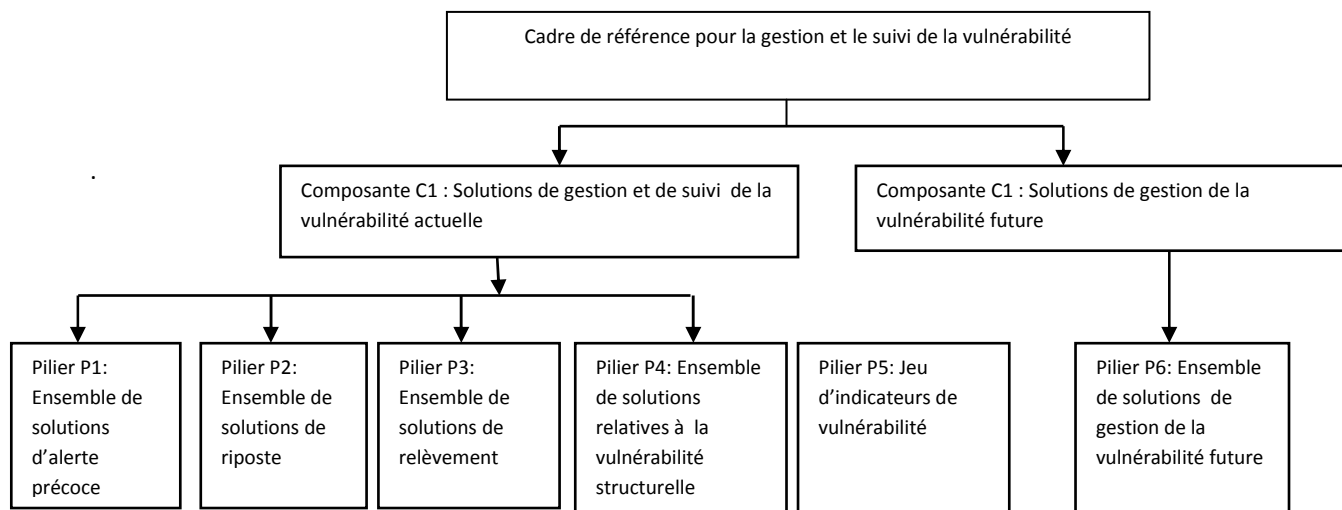 Cadre de référence pour la gestion et le suivi de la vulnérabilité
.
Composante C1 : Solutions de gestion et de suivi de la
vulnérabilité actuelle
Composante C1 : Solutions de gestion de la
vulnérabilité future
Pilier P1:
Ensemble de
solutions
d’alerte
précoce
Pilier P2:
Ensemble de
solutions de
riposte
Pilier P3:
Ensemble de
solutions de
relèvement
Pilier P4: Ensemble
de solutions
relatives à la
vulnérabilité
structurelle
Pilier P5: Jeu
d’indicateurs de
vulnérabilité
Pilier P6: Ensemble
de solutions de
gestion de la
vulnérabilité future